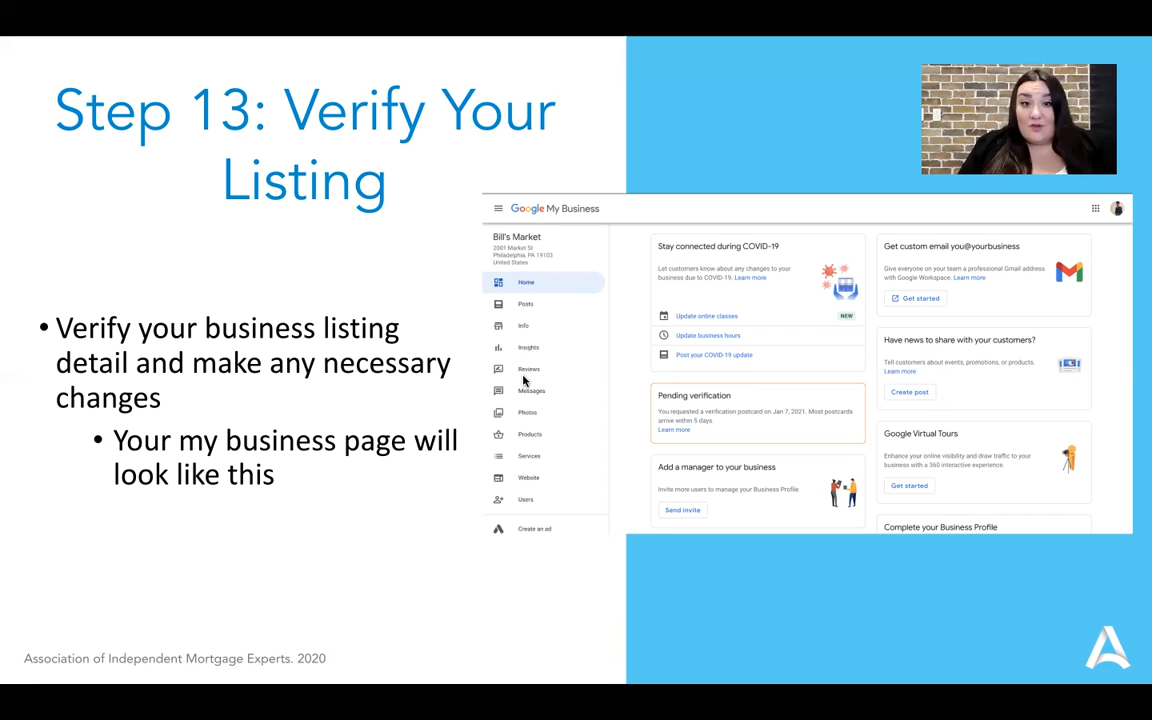 Step 13: Verify Your
Listing
• Verify your business listing
detail and make any necessary
changes
• Your my business page will
look like this
Google My Business
Bill's Market
2001 Market St
Philadelphia, PA 19103
United States
Home
Posts
Info
Insights
Reviews
Messages
Photos
Products
Services
Website
Users
Create an ad
Stay connected during COVID-19
Let customers know about any changes to your
business due to COVID-19. Learn more
Update online classes
NEW
Update business hours
Post your COVID-19 update
Pending verification
You requested a verification postcard on Jan 7, 2021. Most postcards
arrive within 5 days.
Learn more
Add a manager to your business
Invite more users to manage your Business Profile
Send invite
Get custom email you@yourbusiness
Give everyone on your team a professional Gmail address
with Google Workspace. Learn more
Get started
Have news to share with your customers?
Tell customers about events, promotions, or products.
Learn more
Create post
Google Virtual Tours
Enhance your online visibility and draw traffic to your
business with a 360 interactive experience.
Get started
Complete your Business Profile
Association of Independent Mortgage Experts. 2020